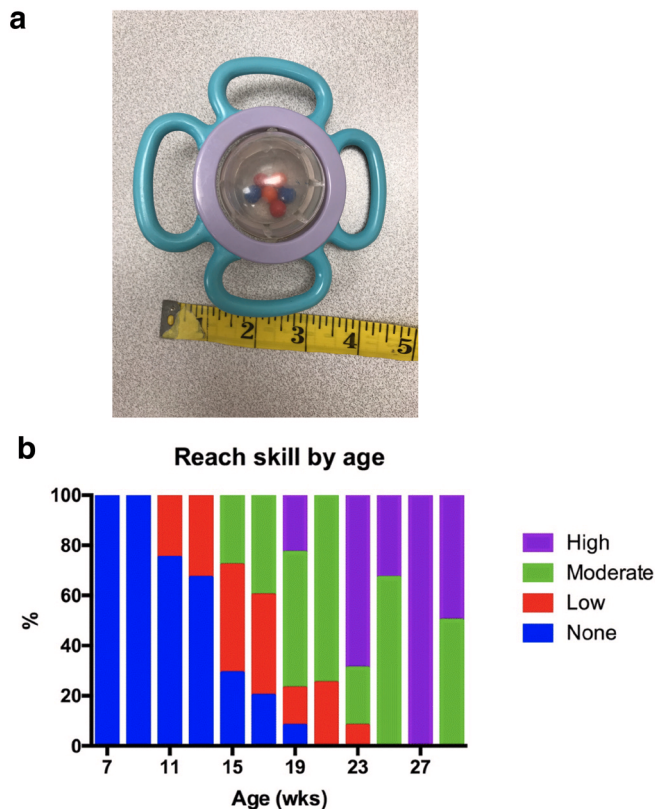 a
1 2 3 4 5
b
Reach skill by age
100
80
60
40
20
0
%
7 11 15 19 23 27
Age (wks)
High
Moderate
Low
None